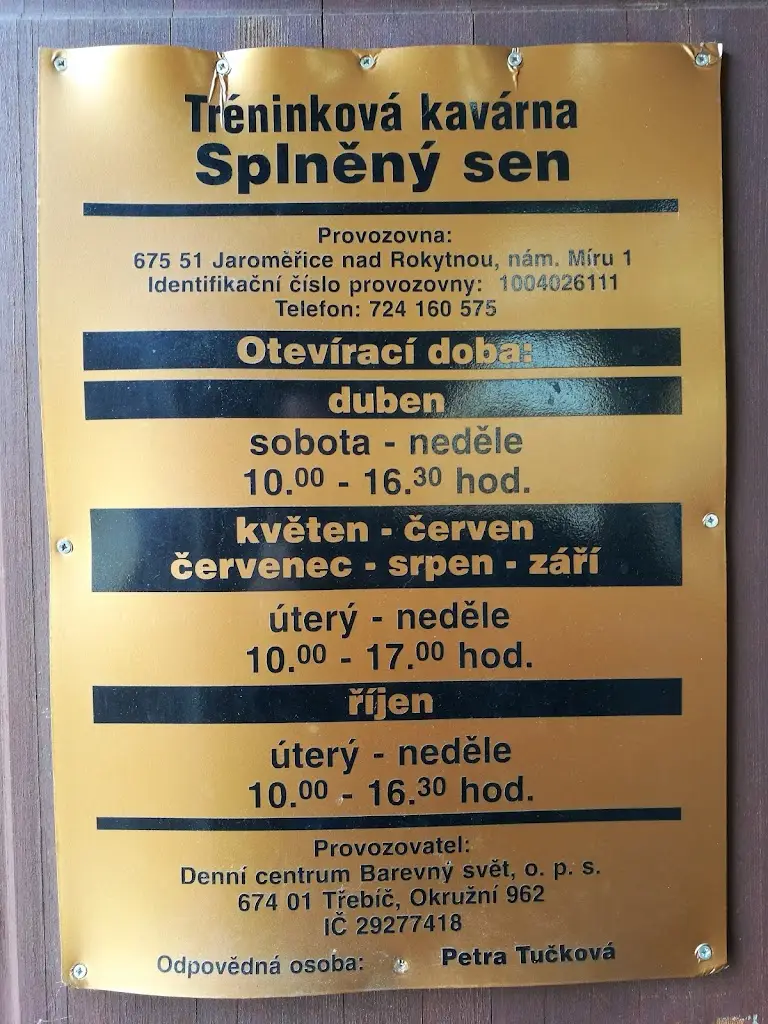 Tréninková kavárna
Splněný sen
Provozovna:
675 51 Jaroměřice nad Rokytnou, nám. Míru 1
Identifikační číslo provozovny: 1004026111
Telefon: 724 160 575
Otevírací doba:
duben
sobota - neděle
10.00 - 16.30 hod.
květen - červen
červenec - srpen - září
úterý - neděle
10.00 - 17.00 hod.
říjen
úterý - neděle
10.00 - 16.30 hod.
Provozovatel:
Denní centrum Barevný svět, o. p. s.
674 01 Třebíč, Okružní 962
IČ 29277418
Odpovědná osoba: Petra Tučková